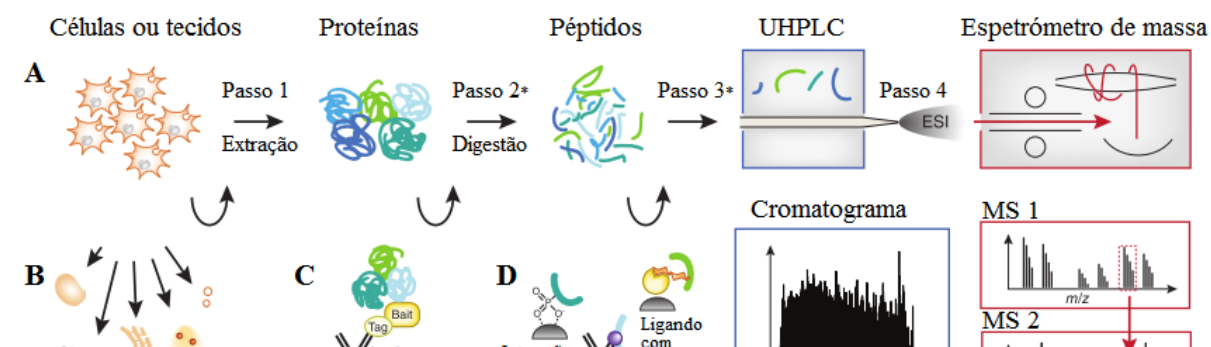 Células ou tecidos
Proteínas
Péptidos
UHPLC
Espetrómetro de massa
A
Passo 1
Extração
Passo 2*
Digestão
Passo 3*
Passo 4
ESI
Cromatograma
MS 1
m/z
MS 2
B
C
Bait
Tag
D
O
P
O
O
O⁻
Ligando
com